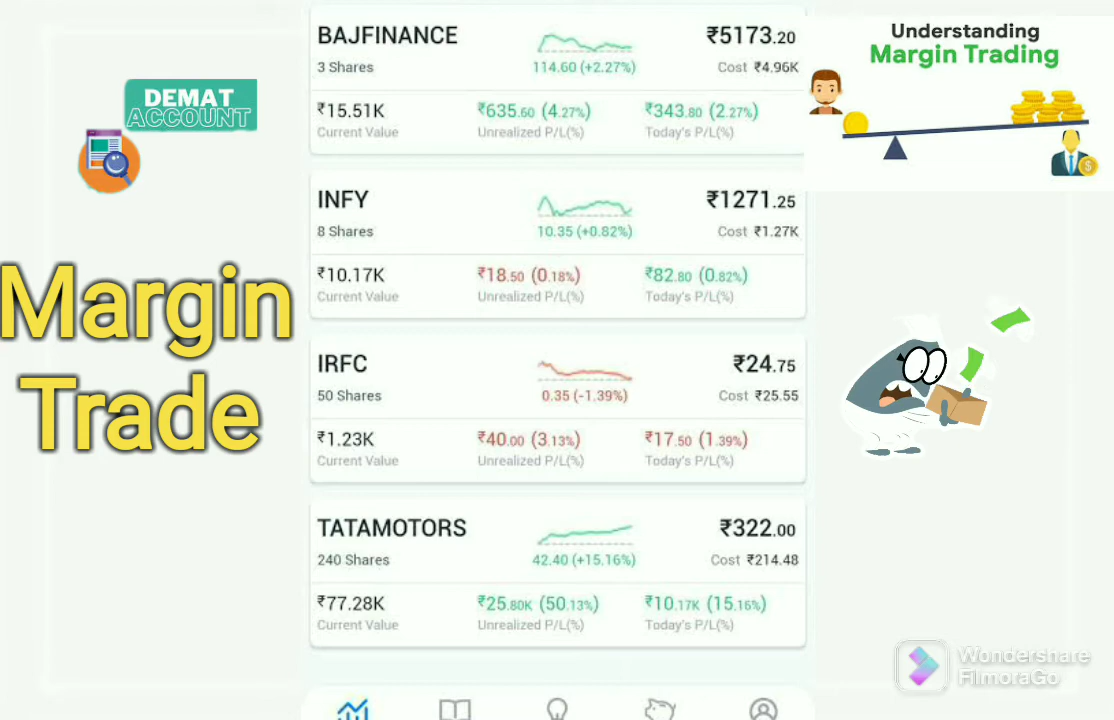 DEMAT
ACCOUNT
Margin
Trade
BAJFINANCE
₹5173.20
3 Shares
114.60 (+2.27%)
Cost ₹4.96K
₹15.51K
₹635.60 (4.27%)
₹343.80 (2.27%)
Current Value
Unrealized P/L(%)
Today's P/L(%)
INFY
₹1271.25
8 Shares
10.35 (+0.82%)
Cost ₹1.27K
₹10.17K
₹18.50 (0.18%)
₹82.80 (0.82%)
Current Value
Unrealized P/L(%)
Today's P/L(%)
IRFC
₹24.75
50 Shares
0.35 (-1.39%)
Cost ₹25.55
₹1.23K
₹40.00 (3.13%)
₹17.50 (1.39%)
Current Value
Unrealized P/L(%)
Today's P/L(%)
TATAMOTORS
₹322.00
240 Shares
42.40 (+15.16%)
Cost ₹214.48
₹77.28K
₹25.80K (50.13%)
₹10.17K (15.16%)
Current Value
Unrealized P/L(%)
Today's P/L(%)
Understanding
Margin Trading
$
Wondershare
FilmoraGo